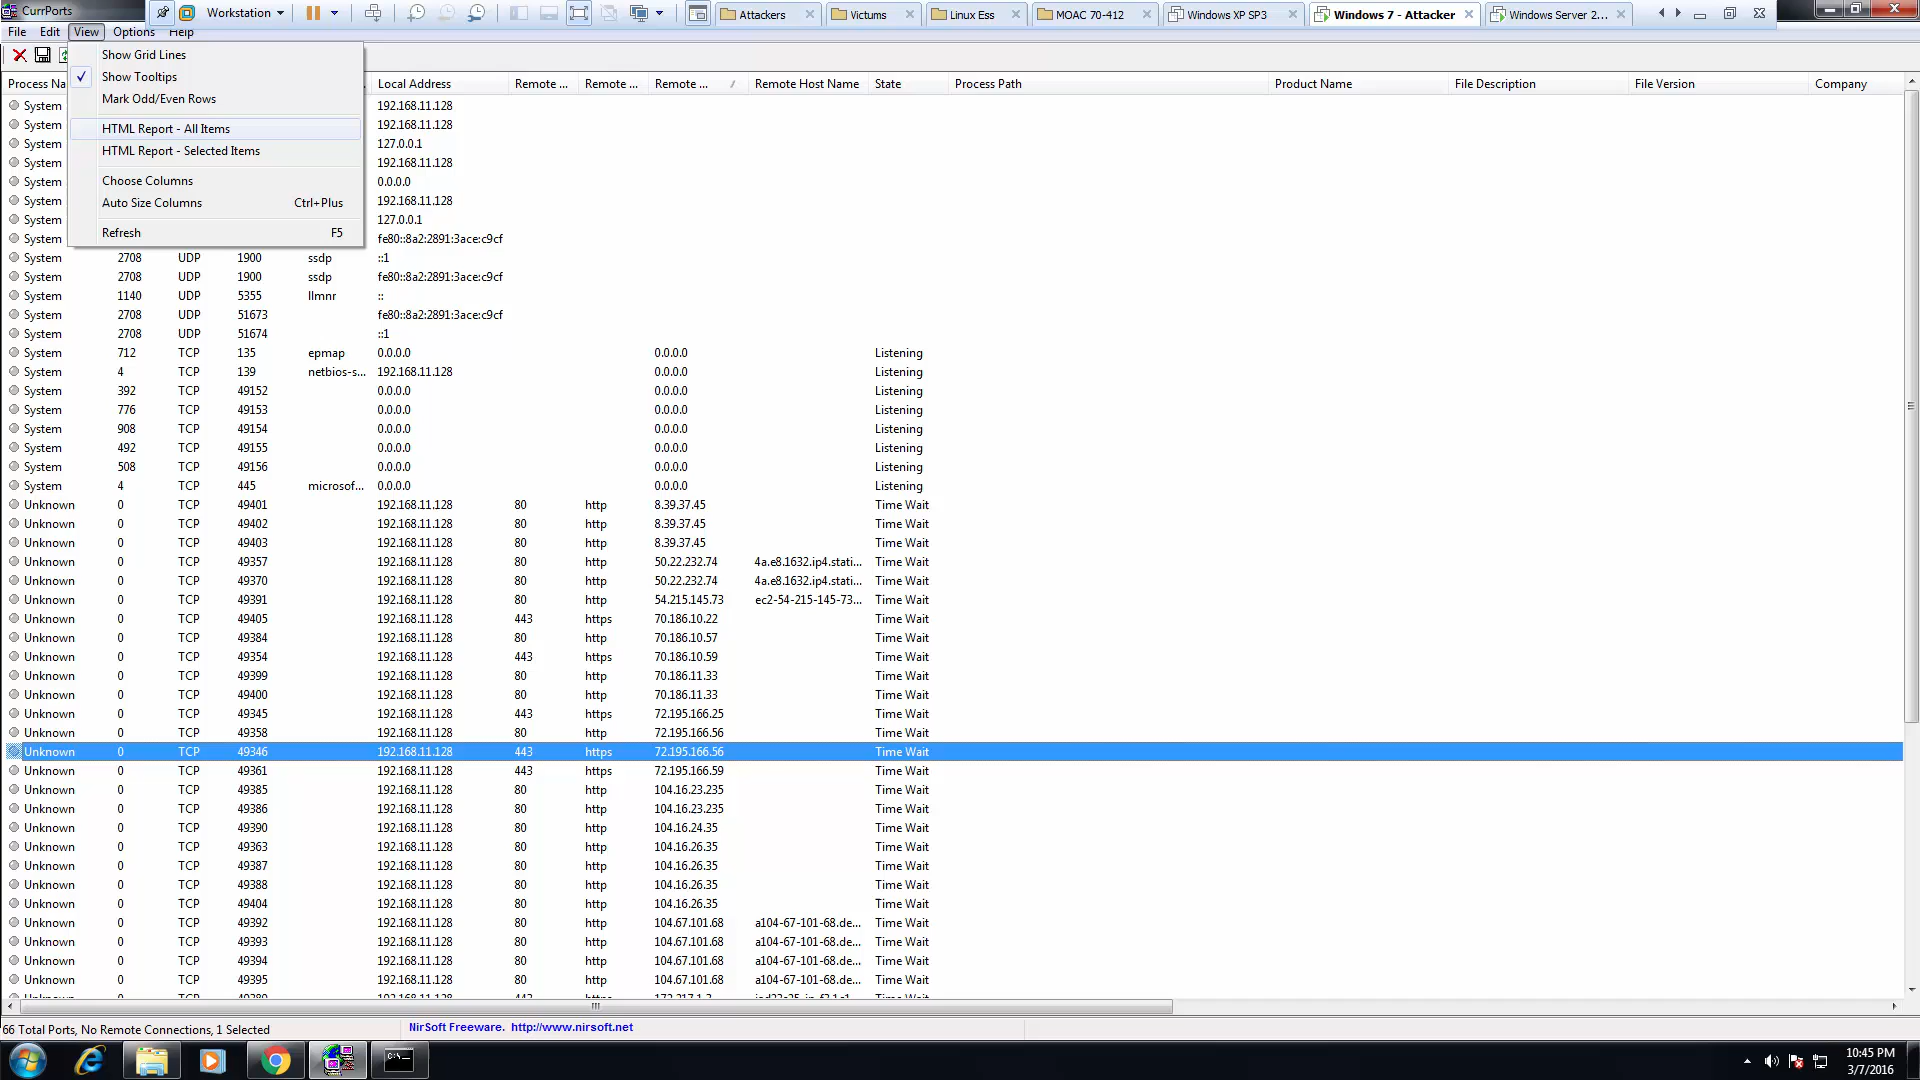 CurrPorts Workstation Attackers Victums Linux Ess MOAC 70-412 Windows XP SP3 Windows 7 - Attacker Windows Server 2...
File Edit View Options Help
Show Grid Lines
Show Tooltips
Mark Odd/Even Rows
HTML Report - All Items
HTML Report - Selected Items
Choose Columns
Auto Size Columns Ctrl+Plus
Refresh F5
Process Na Local Address Remote ... Remote ... Remote ... Remote Host Name State Process Path Product Name File Description File Version Company
System 192.168.11.128
System 192.168.11.128
System 127.0.0.1
System 192.168.11.128
System 0.0.0.0
System 192.168.11.128
System 127.0.0.1
System fe80::8a2:2891:3ace:c9cf
System 2708 UDP 1900 ssdp ::1
System 2708 UDP 1900 ssdp fe80::8a2:2891:3ace:c9cf
System 1140 UDP 5355 llmnr ::
System 2708 UDP 51673 fe80::8a2:2891:3ace:c9cf
System 2708 UDP 51674 ::1
System 712 TCP 135 epmap 0.0.0.0 0.0.0.0 Listening
System 4 TCP 139 netbios-s... 192.168.11.128 0.0.0.0 Listening
System 392 TCP 49152 0.0.0.0 0.0.0.0 Listening
System 776 TCP 49153 0.0.0.0 0.0.0.0 Listening
System 908 TCP 49154 0.0.0.0 0.0.0.0 Listening
System 492 TCP 49155 0.0.0.0 0.0.0.0 Listening
System 508 TCP 49156 0.0.0.0 0.0.0.0 Listening
System 4 TCP 445 microsof... 0.0.0.0 0.0.0.0 Listening
Unknown 0 TCP 49401 192.168.11.128 80 http 8.39.37.45 Time Wait
Unknown 0 TCP 49402 192.168.11.128 80 http 8.39.37.45 Time Wait
Unknown 0 TCP 49403 192.168.11.128 80 http 8.39.37.45 Time Wait
Unknown 0 TCP 49357 192.168.11.128 80 http 50.22.232.74 4a.e8.1632.ip4.stati... Time Wait
Unknown 0 TCP 49370 192.168.11.128 80 http 50.22.232.74 4a.e8.1632.ip4.stati... Time Wait
Unknown 0 TCP 49391 192.168.11.128 80 http 54.215.145.73 ec2-54-215-145-73... Time Wait
Unknown 0 TCP 49405 192.168.11.128 443 https 70.186.10.22 Time Wait
Unknown 0 TCP 49384 192.168.11.128 80 http 70.186.10.57 Time Wait
Unknown 0 TCP 49354 192.168.11.128 443 https 70.186.10.59 Time Wait
Unknown 0 TCP 49399 192.168.11.128 80 http 70.186.11.33 Time Wait
Unknown 0 TCP 49400 192.168.11.128 80 http 70.186.11.33 Time Wait
Unknown 0 TCP 49345 192.168.11.128 443 https 72.195.166.25 Time Wait
Unknown 0 TCP 49358 192.168.11.128 80 http 72.195.166.56 Time Wait
Unknown 0 TCP 49346 192.168.11.128 443 https 72.195.166.56 Time Wait
Unknown 0 TCP 49361 192.168.11.128 443 https 72.195.166.59 Time Wait
Unknown 0 TCP 49385 192.168.11.128 80 http 104.16.23.235 Time Wait
Unknown 0 TCP 49386 192.168.11.128 80 http 104.16.23.235 Time Wait
Unknown 0 TCP 49390 192.168.11.128 80 http 104.16.24.35 Time Wait
Unknown 0 TCP 49363 192.168.11.128 80 http 104.16.26.35 Time Wait
Unknown 0 TCP 49387 192.168.11.128 80 http 104.16.26.35 Time Wait
Unknown 0 TCP 49388 192.168.11.128 80 http 104.16.26.35 Time Wait
Unknown 0 TCP 49404 192.168.11.128 80 http 104.16.26.35 Time Wait
Unknown 0 TCP 49392 192.168.11.128 80 http 104.67.101.68 a104-67-101-68.de... Time Wait
Unknown 0 TCP 49393 192.168.11.128 80 http 104.67.101.68 a104-67-101-68.de... Time Wait
Unknown 0 TCP 49394 192.168.11.128 80 http 104.67.101.68 a104-67-101-68.de... Time Wait
Unknown 0 TCP 49395 192.168.11.128 80 http 104.67.101.68 a104-67-101-68.de... Time Wait
66 Total Ports, No Remote Connections, 1 Selected NirSoft Freeware. http://www.nirsoft.net
10:45 PM
3/7/2016